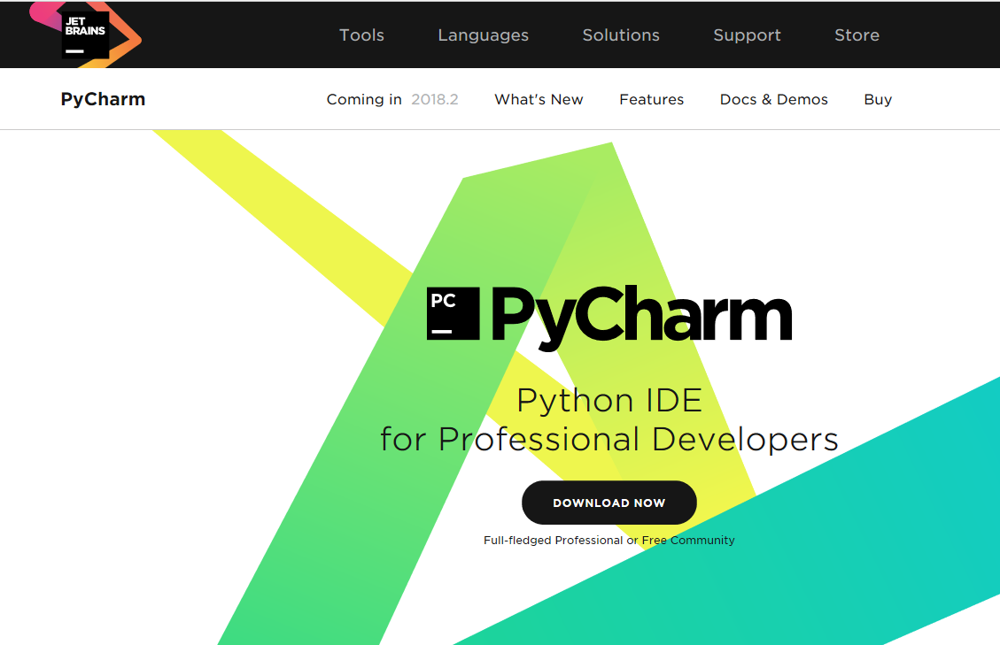 JET
BRAINS
Tools Languages Solutions Support Store
PyCharm Coming in 2018.2 What's New Features Docs & Demos Buy
PC PyCharm
Python IDE
for Professional Developers
DOWNLOAD NOW
Full-fledged Professional or Free Community